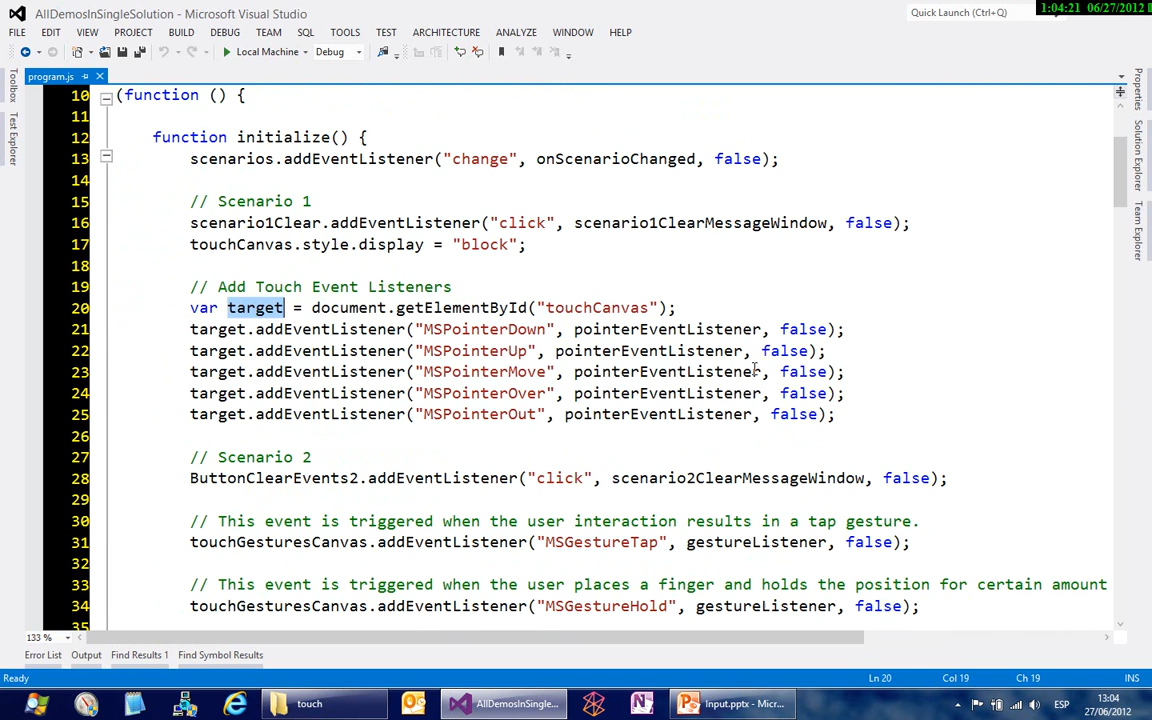 AllDemosInSingleSolution - Microsoft Visual Studio
Quick Launch (Ctrl+Q)
1:04:21 06/27/2012
FILE EDIT VIEW PROJECT BUILD DEBUG TEAM SQL TOOLS TEST ARCHITECTURE ANALYZE WINDOW HELP
Local Machine Debug
program.js
Toolbox
Test Explorer
10 (function () {
11
12 function initialize() {
13 scenarios.addEventListener("change", onScenarioChanged, false);
14
15 // Scenario 1
16 scenario1Clear.addEventListener("click", scenario1ClearMessageWindow, false);
17 touchCanvas.style.display = "block";
18
19 // Add Touch Event Listeners
20 var target = document.getElementById("touchCanvas");
21 target.addEventListener("MSPointerDown", pointerEventListener, false);
22 target.addEventListener("MSPointerUp", pointerEventListener, false);
23 target.addEventListener("MSPointerMove", pointerEventListener, false);
24 target.addEventListener("MSPointerOver", pointerEventListener, false);
25 target.addEventListener("MSPointerOut", pointerEventListener, false);
26
27 // Scenario 2
28 ButtonClearEvents2.addEventListener("click", scenario2ClearMessageWindow, false);
29
30 // This event is triggered when the user interaction results in a tap gesture.
31 touchGesturesCanvas.addEventListener("MSGestureTap", gestureListener, false);
32
33 // This event is triggered when the user places a finger and holds the position for certain amount
34 touchGesturesCanvas.addEventListener("MSGestureHold", gestureListener, false);
35
Properties
Solution Explorer
Team Explorer
133 %
Error List Output Find Results 1 Find Symbol Results
Ready Ln 20 Col 19 Ch 19 INS
touch
AllDemosInSingle...
Input.pptx - Micr...
ESP
13:04
27/06/2012